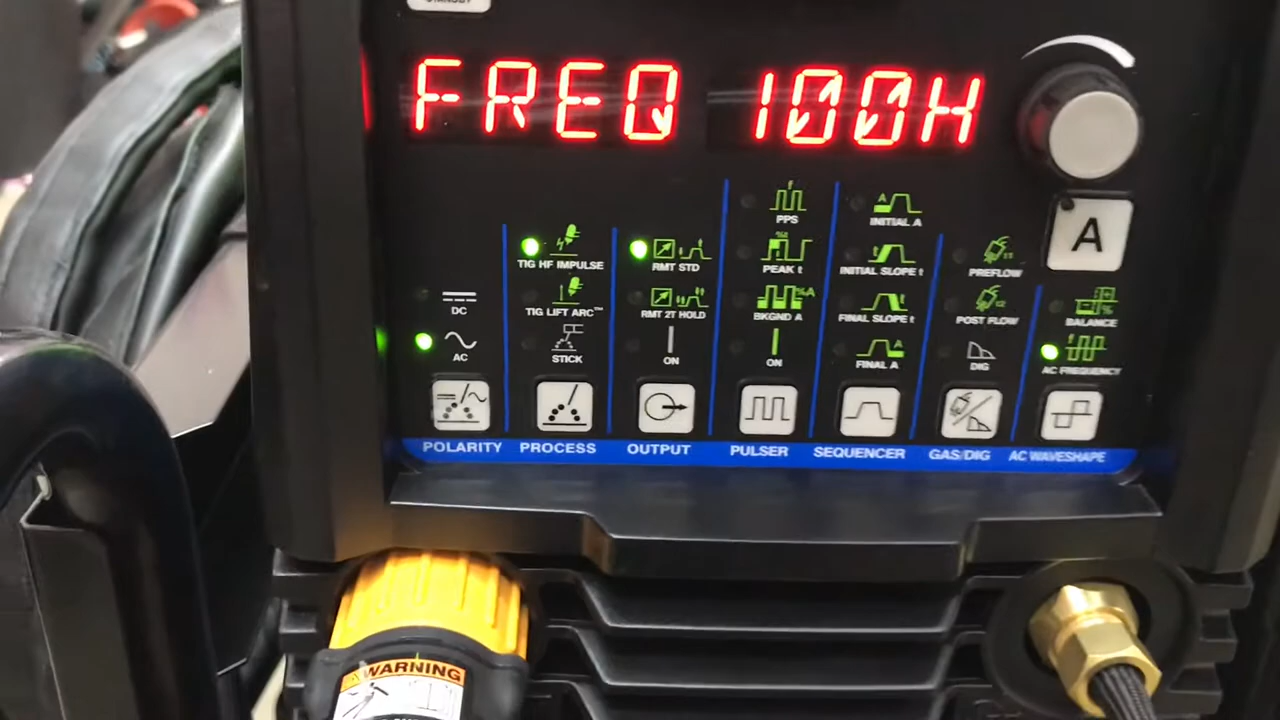 STANDBY
FREQ 100H
PPS
INITIAL A
A
TIG HF IMPULSE
RMT STD
PEAK t
INITIAL SLOPE t
PREFLOW
DC
TIG LIFT ARC™
RMT 2T HOLD
BKGND A
FINAL SLOPE t
POST FLOW
BALANCE
AC
STICK
ON
ON
FINAL A
DIG
AC FREQUENCY
POLARITY
PROCESS
OUTPUT
PULSER
SEQUENCER
GAS/DIG
AC WAVESHAPE
WARNING